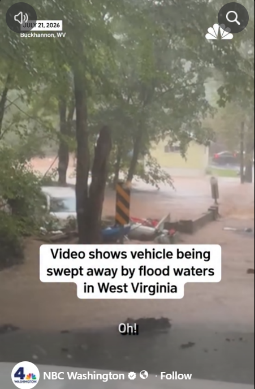 JULY 21, 2026
Buckhannon, WV
Video shows vehicle being
swept away by flood waters
in West Virginia
Oh!
4 NBC Washington · Follow